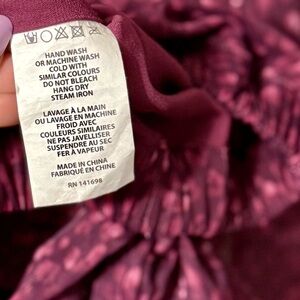 HAND WASH
OR MACHINE WASH
COLD WITH
SIMILAR COLOURS
DO NOT BLEACH
HANG DRY
STEAM IRON
LAVAGE À LA MAIN
OU LAVAGE EN MACHINE
FROID AVEC
COULEURS SIMILAIRES
NE PAS JAVELLISER
SUSPENDRE AU SEC
FER À VAPEUR
MADE IN CHINA
FABRIQUÉ EN CHINE
RN 141698